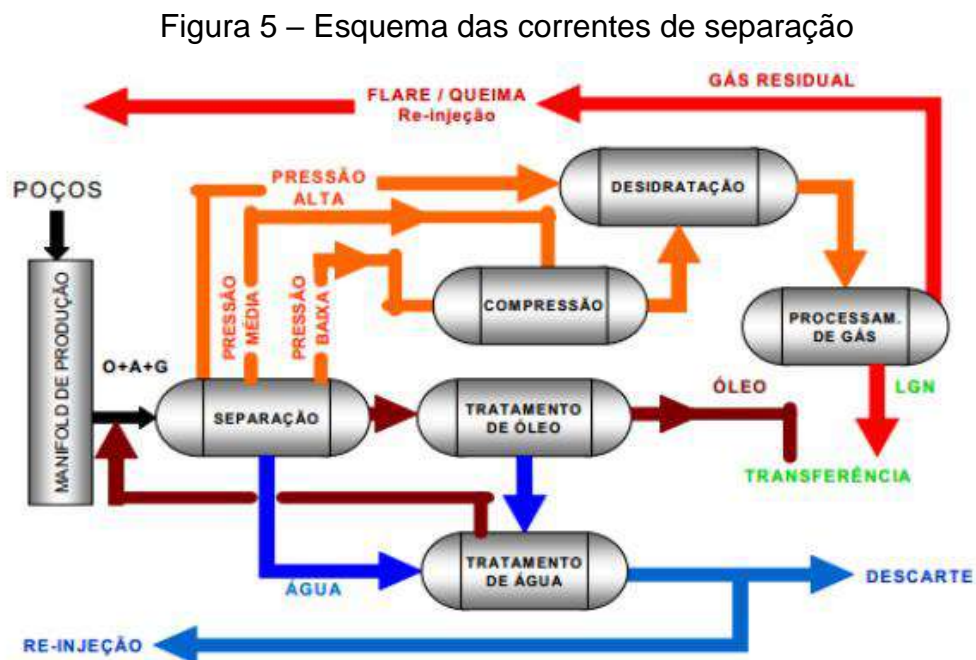 Figura 5 – Esquema das correntes de separação
GÁS RESIDUAL
FLARE / QUEIMA
Re-injeção
POÇOS
PRESSÃO
ALTA
DESIDRATAÇÃO
MANIFOLD DE PRODUÇÃO
PRESSÃO
MÉDIA
PRESSÃO
BAIXA
COMPRESSÃO
PROCESSAM.
DE GÁS
O+A+G
SEPARAÇÃO
TRATAMENTO
DE ÓLEO
ÓLEO
LGN
TRANSFERÊNCIA
ÁGUA
TRATAMENTO
DE ÁGUA
DESCARTE
RE-INJEÇÃO